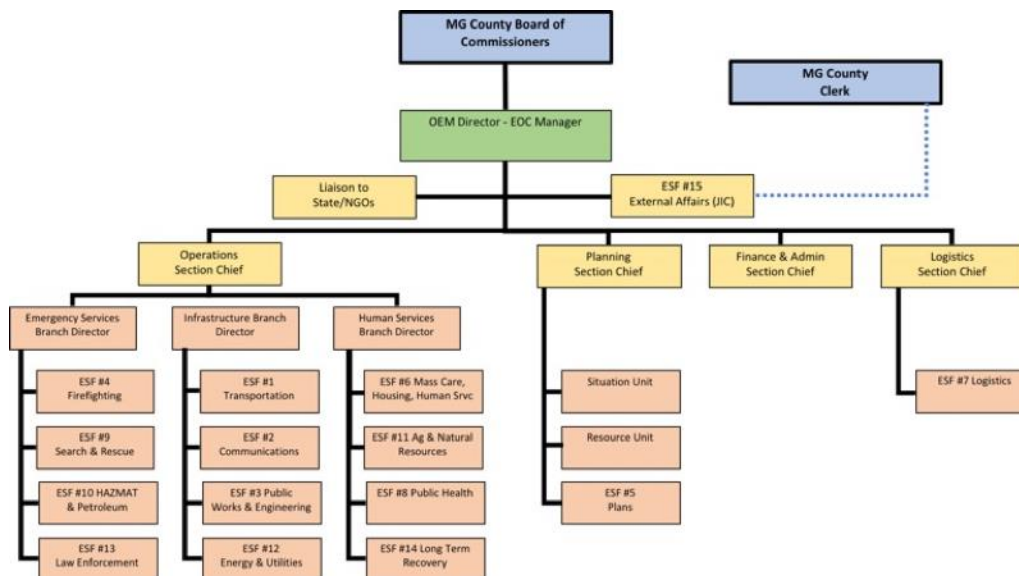 MG County Board of
Commissioners
MG County
Clerk
OEM Director - EOC Manager
Liaison to
State/NGOs
ESF #15
External Affairs (JIC)
Operations
Section Chief
Planning
Section Chief
Finance & Admin
Section Chief
Logistics
Section Chief
Emergency Services
Branch Director
Infrastructure Branch
Director
Human Services
Branch Director
ESF #4
Firefighting
ESF #1
Transportation
ESF #6 Mass Care,
Housing, Human Srvc
Situation Unit
ESF #7 Logistics
ESF #9
Search & Rescue
ESF #2
Communications
ESF #11 Ag & Natural
Resources
Resource Unit
ESF #10 HAZMAT
& Petroleum
ESF #3 Public
Works & Engineering
ESF #8 Public Health
ESF #5
Plans
ESF #13
Law Enforcement
ESF #12
Energy & Utilities
ESF #14 Long Term
Recovery